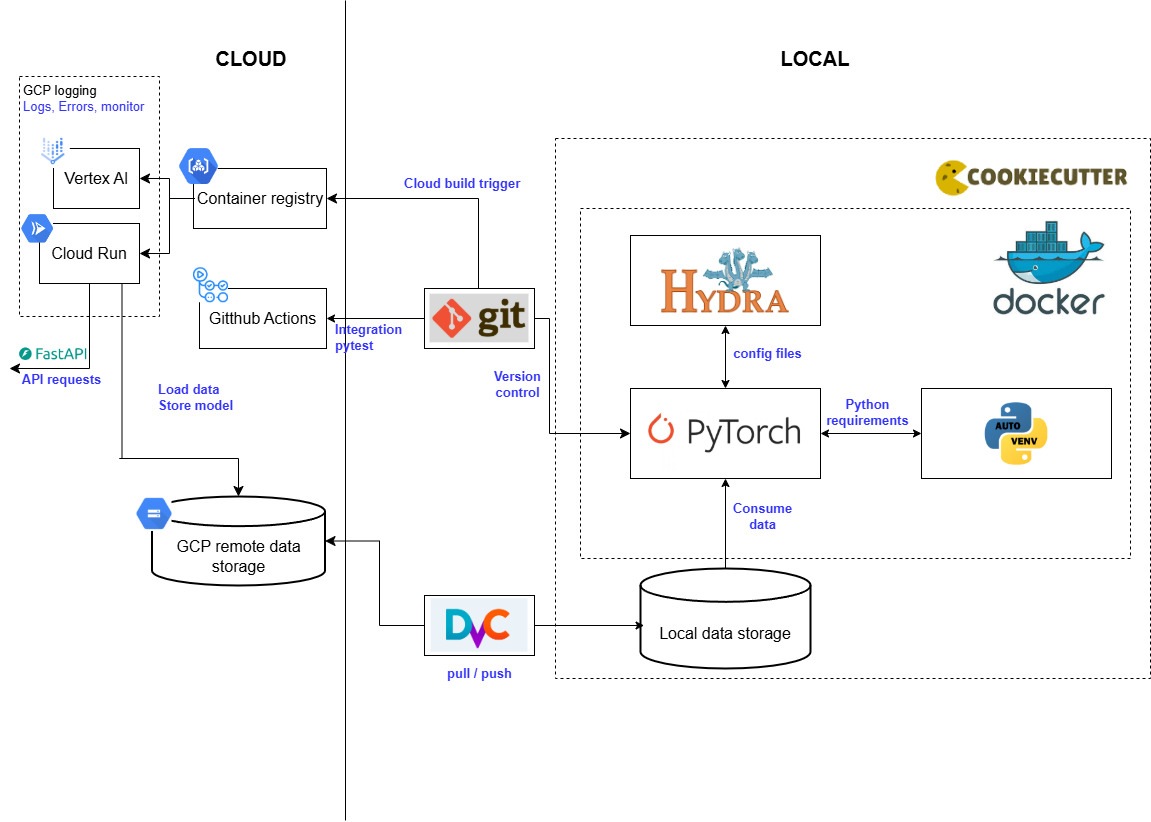 CLOUD
LOCAL
GCP logging
Logs, Errors, monitor
Vertex AI
Container registry
Cloud build trigger
COOKIECUTTER
Cloud Run
HYDRA
docker
Gitthub Actions
Integration
pytest
git
FastAPI
API requests
config files
Version
control
Load data
Store model
PyTorch
Python
requirements
AUTO
VENV
Consume
data
GCP remote data
storage
DVC
pull / push
Local data storage